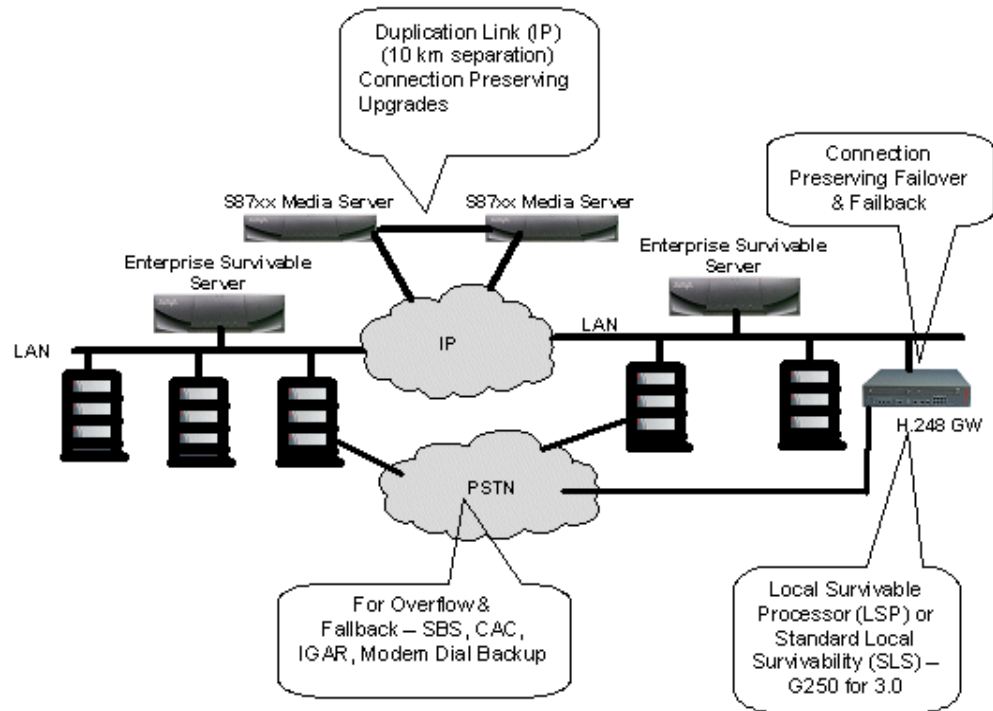 Duplication Link (IP)
(10 km separation)
Connection Preserving
Upgrades
Connection
Preserving Failover
& Failback
S87xx Media Server
S87xx Media Server
Enterprise Survivable
Server
Enterprise Survivable
Server
LAN
IP
LAN
H.248 GW
PSTN
For Overflow &
Fallback – SBS, CAC,
IGAR, Modem Dial Backup
Local Survivable
Processor (LSP) or
Standard Local
Survivability (SLS) –
G250 for 3.0